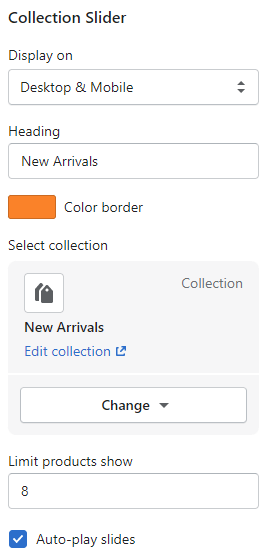 Collection Slider
Display on
Desktop & Mobile
Heading
New Arrivals
Color border
Select collection
Collection
New Arrivals
Edit collection
Change
Limit products show
8
Auto-play slides